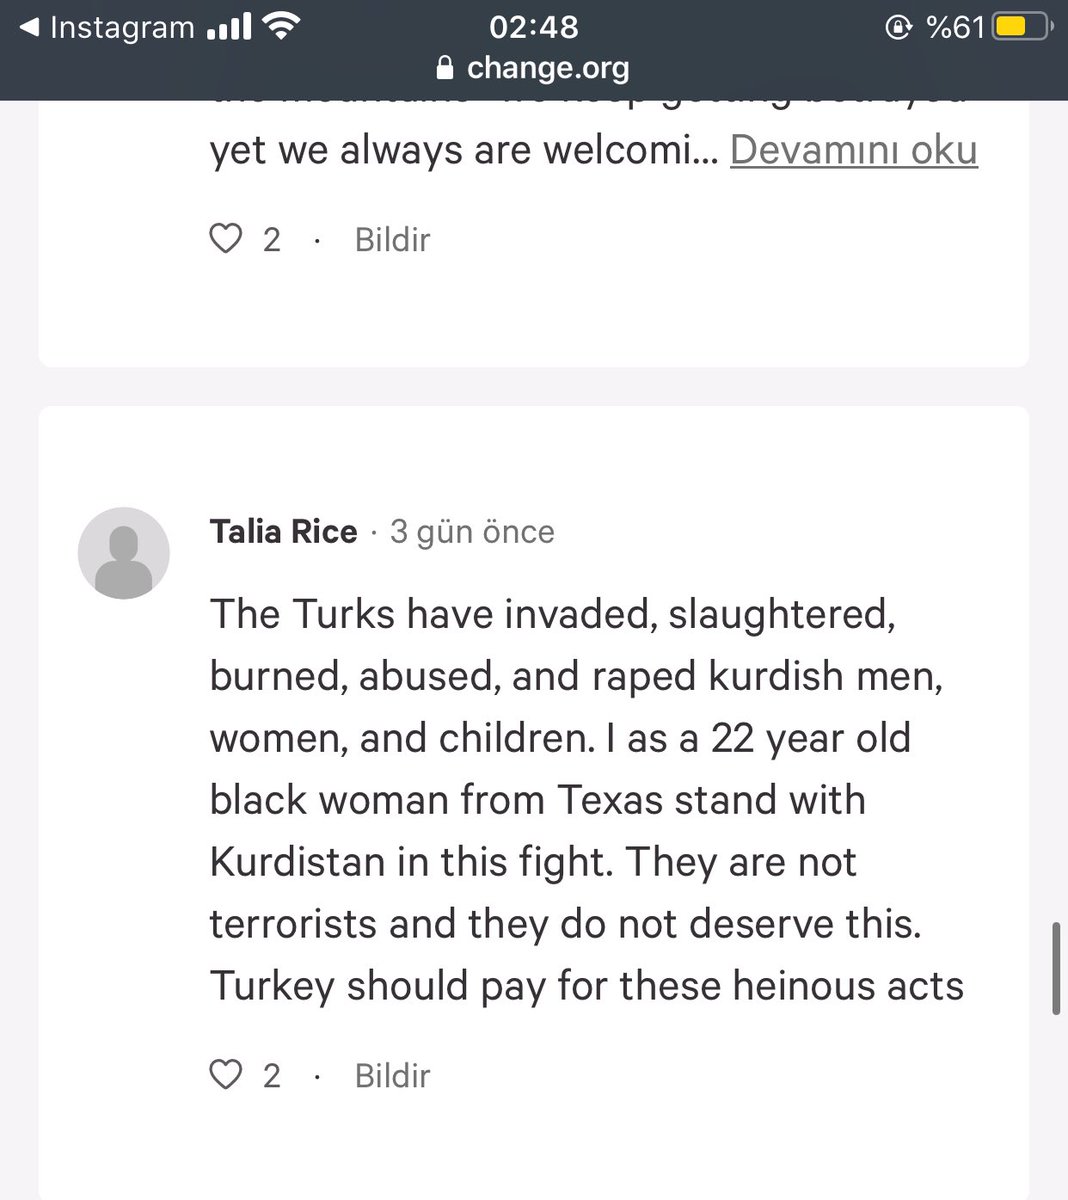 Instagram 02:48 %61
change.org
yet we always are welcomi... Devamını oku
2 · Bildir
Talia Rice · 3 gün önce
The Turks have invaded, slaughtered,
burned, abused, and raped kurdish men,
women, and children. I as a 22 year old
black woman from Texas stand with
Kurdistan in this fight. They are not
terrorists and they do not deserve this.
Turkey should pay for these heinous acts
2 · Bildir